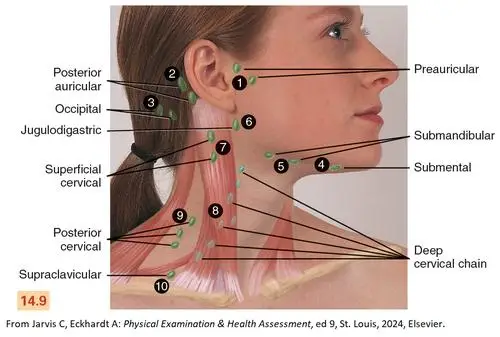 Posterior
auricular
Occipital
Jugulodigastric
Superficial
cervical
Posterior
cervical
Supraclavicular
2
3
1
6
7
5
4
9
8
10
Preauricular
Submandibular
Submental
Deep
cervical chain
14.9
From Jarvis C, Eckhardt A: Physical Examination & Health Assessment, ed 9, St. Louis, 2024, Elsevier.